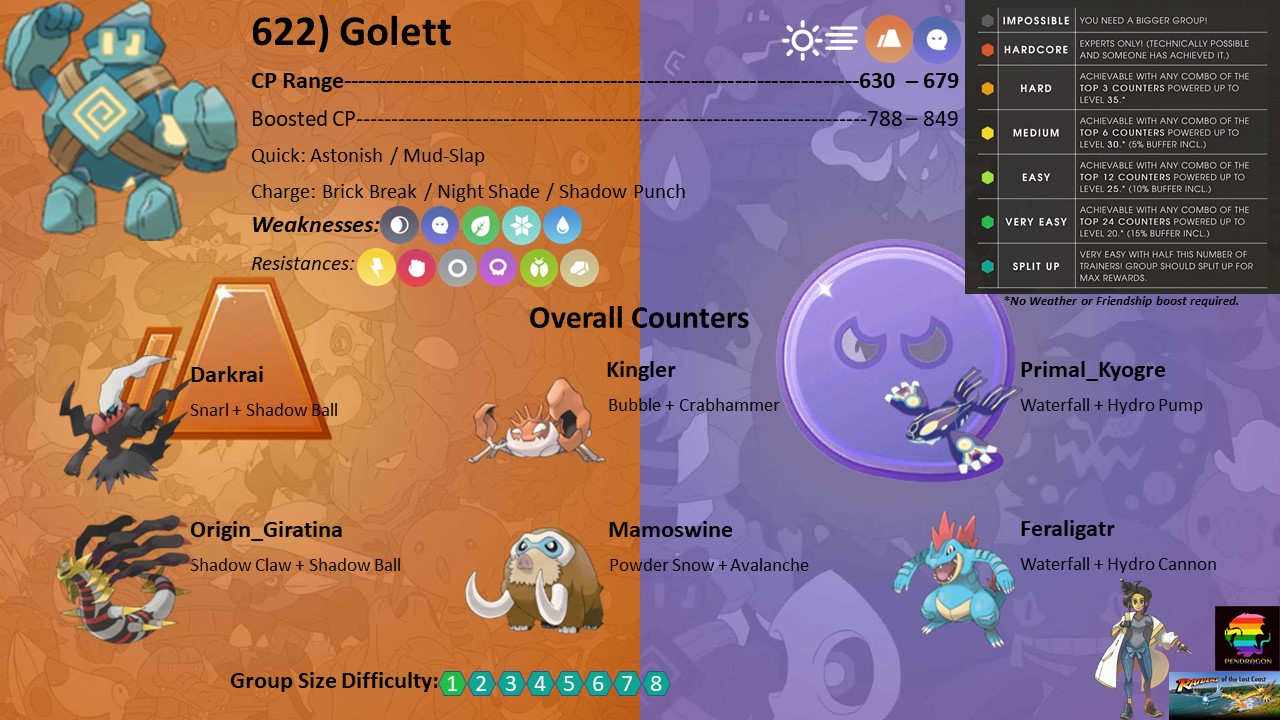 622) Golett
CP Range------------------------------------------------------------------------630 – 679
Boosted CP------------------------------------------------------------------------788 – 849
Quick: Astonish / Mud-Slap
Charge: Brick Break / Night Shade / Shadow Punch
Weaknesses:
Resistances:
IMPOSSIBLE YOU NEED A BIGGER GROUP!
HARDCORE EXPERTS ONLY! (TECHNICALLY POSSIBLE
AND SOMEONE HAS ACHIEVED IT.)
HARD ACHIEVABLE WITH ANY COMBO OF THE
TOP 3 COUNTERS POWERED UP TO
LEVEL 35.*
MEDIUM ACHIEVABLE WITH ANY COMBO OF THE
TOP 6 COUNTERS POWERED UP TO
LEVEL 30.* (5% BUFFER INCL.)
EASY ACHIEVABLE WITH ANY COMBO OF THE
TOP 12 COUNTERS POWERED UP TO
LEVEL 25.* (10% BUFFER INCL.)
VERY EASY ACHIEVABLE WITH ANY COMBO OF THE
TOP 24 COUNTERS POWERED UP TO
LEVEL 20.* (15% BUFFER INCL.)
SPLIT UP VERY EASY WITH HALF THIS NUMBER OF
TRAINERS! GROUP SHOULD SPLIT UP FOR
MAX REWARDS.
*No Weather or Friendship boost required.
Overall Counters
Darkrai
Snarl + Shadow Ball
Kingler
Bubble + Crabhammer
Primal_Kyogre
Waterfall + Hydro Pump
Origin_Giratina
Shadow Claw + Shadow Ball
Mamoswine
Powder Snow + Avalanche
Feraligatr
Waterfall + Hydro Cannon
Group Size Difficulty: 1 2 3 4 5 6 7 8
PENDRAGON
RAIDERS of the Lost Coast